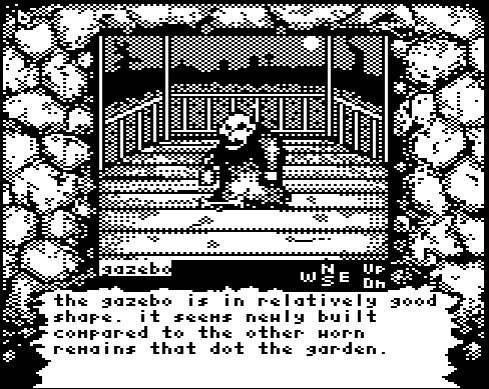 gazebo
N Up
W E
S Dn
the gazebo is in relatively good
shape. it seems newly built
compared to the other worn
remains that dot the garden.